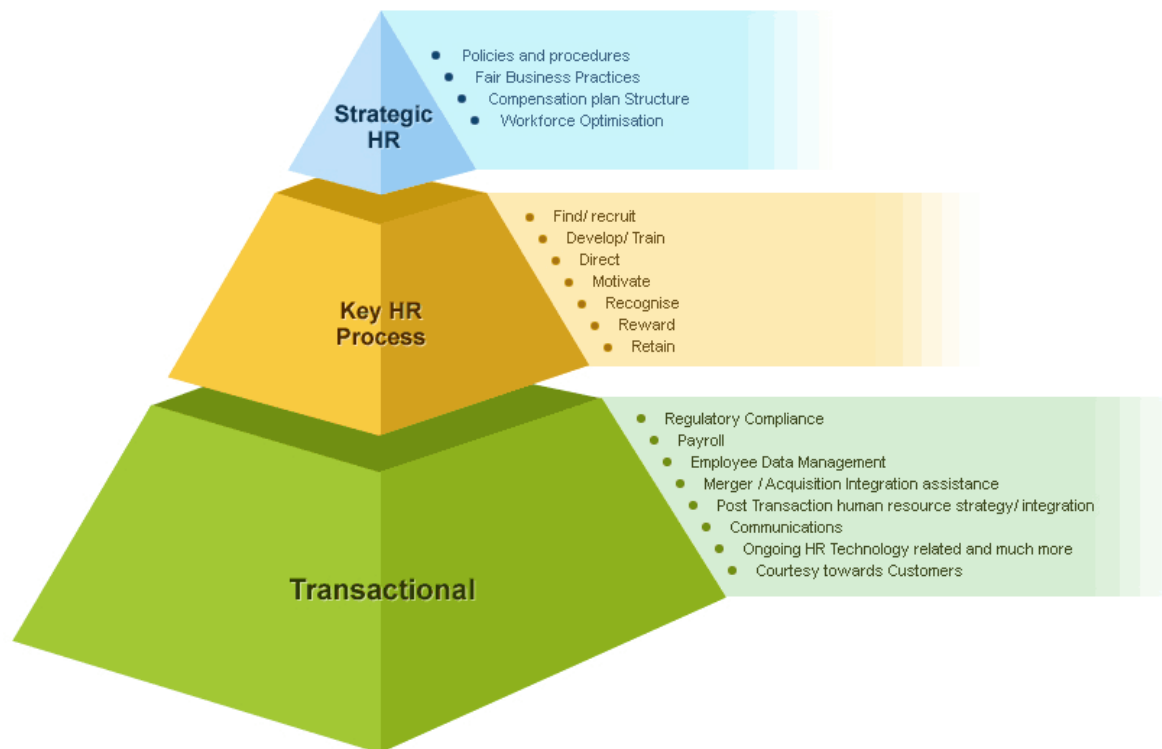 Strategic
HR
Policies and procedures
Fair Business Practices
Compensation plan Structure
Workforce Optimisation
Key HR
Process
Find/ recruit
Develop/ Train
Direct
Motivate
Recognise
Reward
Retain
Transactional
Regulatory Compliance
Payroll
Employee Data Management
Merger / Acquisition Integration assistance
Post Transaction human resource strategy/ integration
Communications
Ongoing HR Technology related and much more
Courtesy towards Customers